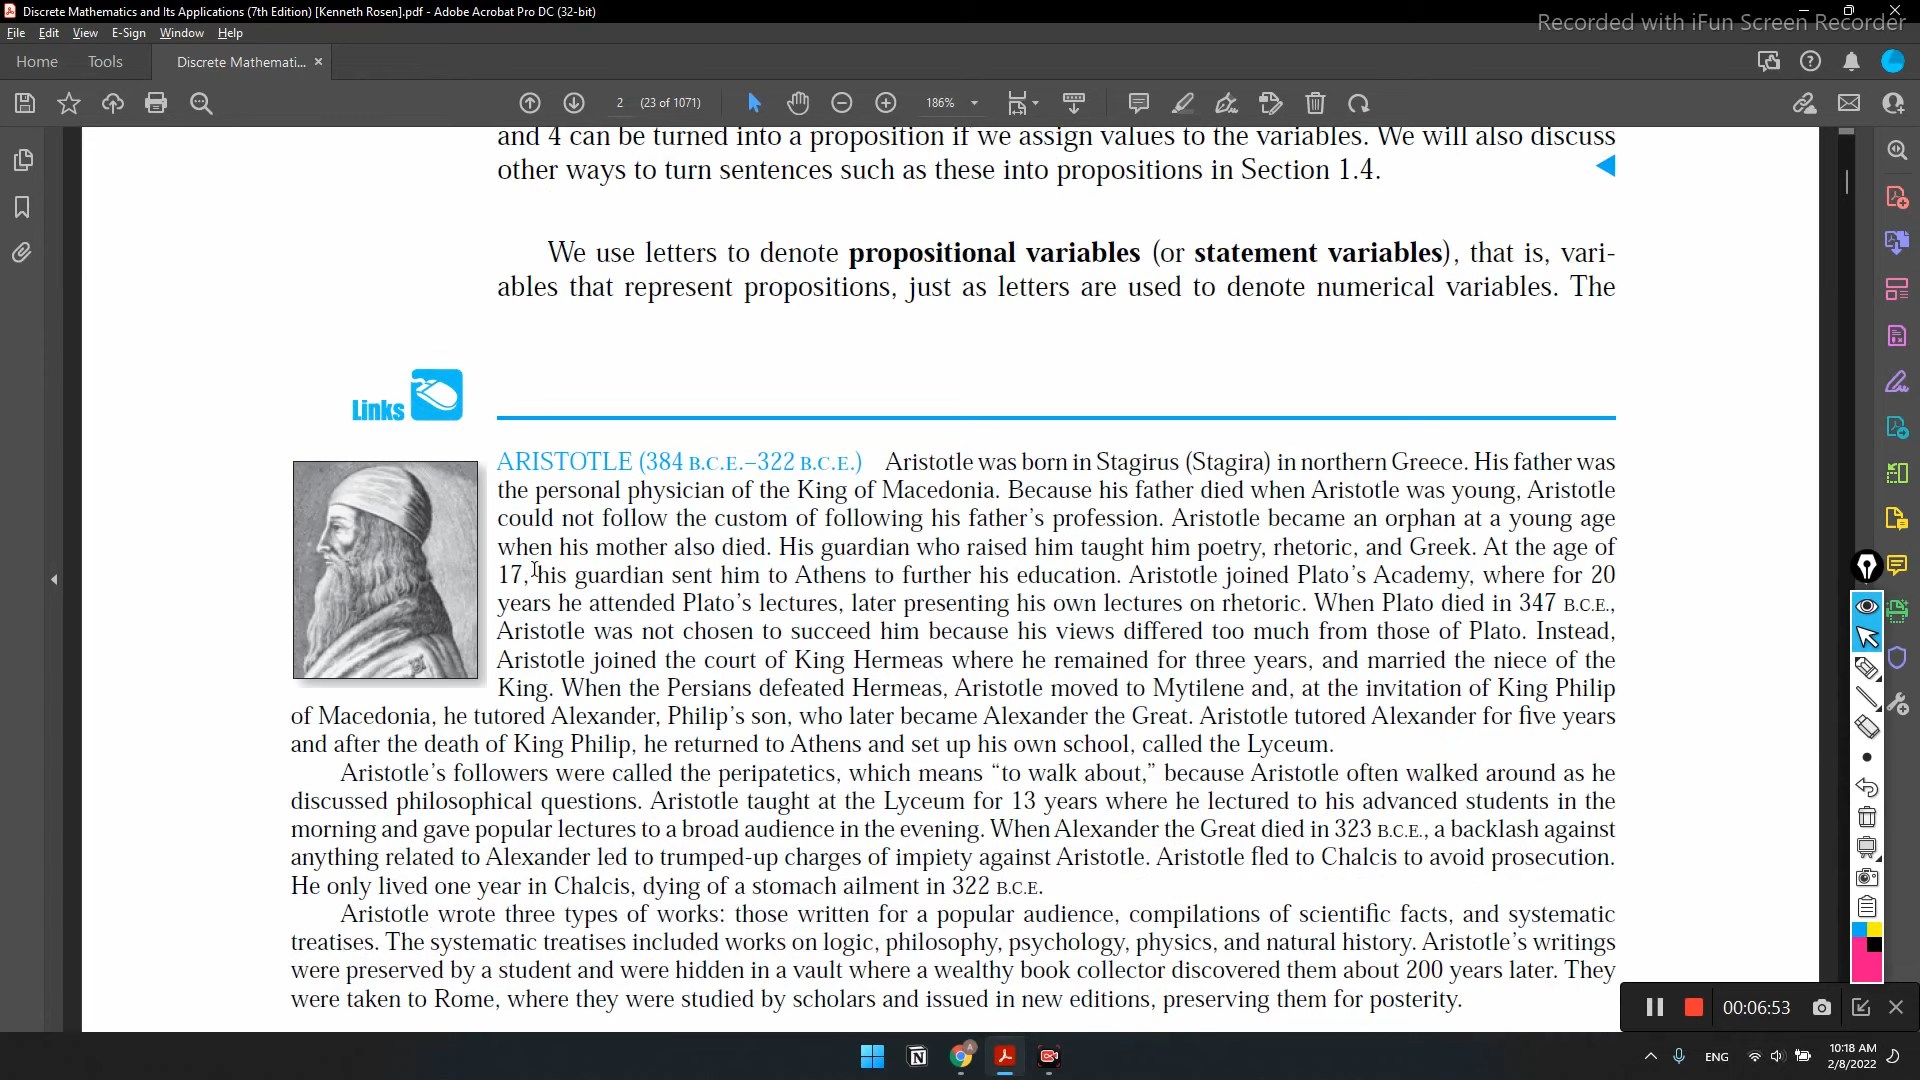 Discrete Mathematics and Its Applications (7th Edition) [Kenneth Rosen].pdf - Adobe Acrobat Pro DC (32-bit)
Recorded with iFun Screen Recorder
File Edit View E-Sign Window Help
Home Tools Discrete Mathemati... ×
2 (23 of 1071) 186%
and 4 can be turned into a proposition if we assign values to the variables. We will also discuss
other ways to turn sentences such as these into propositions in Section 1.4.
We use letters to denote propositional variables (or statement variables), that is, vari-
ables that represent propositions, just as letters are used to denote numerical variables. The
Links
ARISTOTLE (384 B.C.E.–322 B.C.E.) Aristotle was born in Stagirus (Stagira) in northern Greece. His father was
the personal physician of the King of Macedonia. Because his father died when Aristotle was young, Aristotle
could not follow the custom of following his father’s profession. Aristotle became an orphan at a young age
when his mother also died. His guardian who raised him taught him poetry, rhetoric, and Greek. At the age of
17, his guardian sent him to Athens to further his education. Aristotle joined Plato’s Academy, where for 20
years he attended Plato’s lectures, later presenting his own lectures on rhetoric. When Plato died in 347 B.C.E.,
Aristotle was not chosen to succeed him because his views differed too much from those of Plato. Instead,
Aristotle joined the court of King Hermeas where he remained for three years, and married the niece of the
King. When the Persians defeated Hermeas, Aristotle moved to Mytilene and, at the invitation of King Philip
of Macedonia, he tutored Alexander, Philip’s son, who later became Alexander the Great. Aristotle tutored Alexander for five years
and after the death of King Philip, he returned to Athens and set up his own school, called the Lyceum.
Aristotle’s followers were called the peripatetics, which means “to walk about,” because Aristotle often walked around as he
discussed philosophical questions. Aristotle taught at the Lyceum for 13 years where he lectured to his advanced students in the
morning and gave popular lectures to a broad audience in the evening. When Alexander the Great died in 323 B.C.E., a backlash against
anything related to Alexander led to trumped-up charges of impiety against Aristotle. Aristotle fled to Chalcis to avoid prosecution.
He only lived one year in Chalcis, dying of a stomach ailment in 322 B.C.E.
Aristotle wrote three types of works: those written for a popular audience, compilations of scientific facts, and systematic
treatises. The systematic treatises included works on logic, philosophy, psychology, physics, and natural history. Aristotle’s writings
were preserved by a student and were hidden in a vault where a wealthy book collector discovered them about 200 years later. They
were taken to Rome, where they were studied by scholars and issued in new editions, preserving them for posterity.
00:06:53
ENG
10:18 AM
2/8/2022